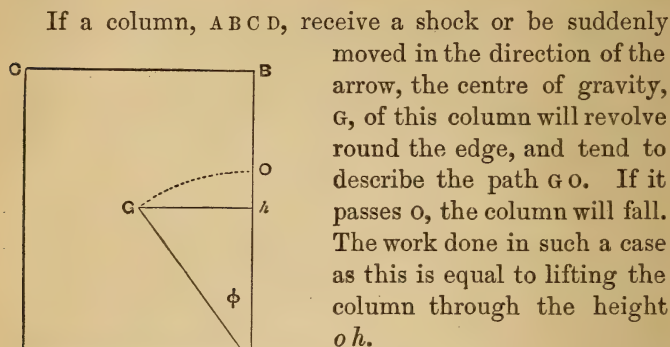 If a column, A B C D, receive a shock or be suddenly
moved in the direction of the
arrow, the centre of gravity,
G, of this column will revolve
round the edge, and tend to
describe the path G O. If it
passes O, the column will fall.
The work done in such a case
as this is equal to lifting the
column through the height
o h.
C
B
O
G
h
ϕ